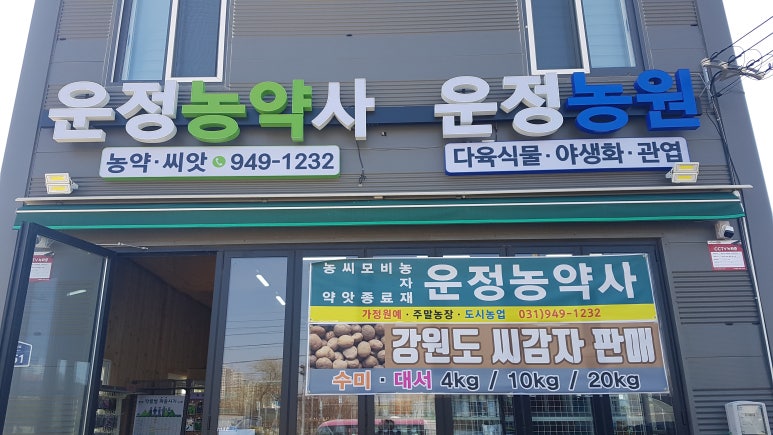 운정농약사 운정농원
농약·씨앗 949-1232
다육식물·야생화·관엽
농씨모비농
자
약앗종료재
운정농약사
가정원예·주말농장·도시농업 031)949-1232
강원도 씨감자 판매
수미·대서 4kg / 10kg / 20kg